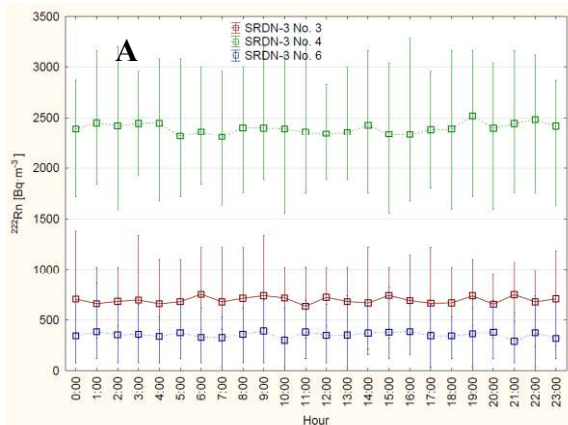 A
SRDN-3 No. 3
SRDN-3 No. 4
SRDN-3 No. 6
3500
3000
2500
2000
1500
1000
500
0
²²²Rn [Bq·m⁻³]
0:00 1:00 2:00 3:00 4:00 5:00 6:00 7:00 8:00 9:00 10:00 11:00 12:00 13:00 14:00 15:00 16:00 17:00 18:00 19:00 20:00 21:00 22:00 23:00
Hour